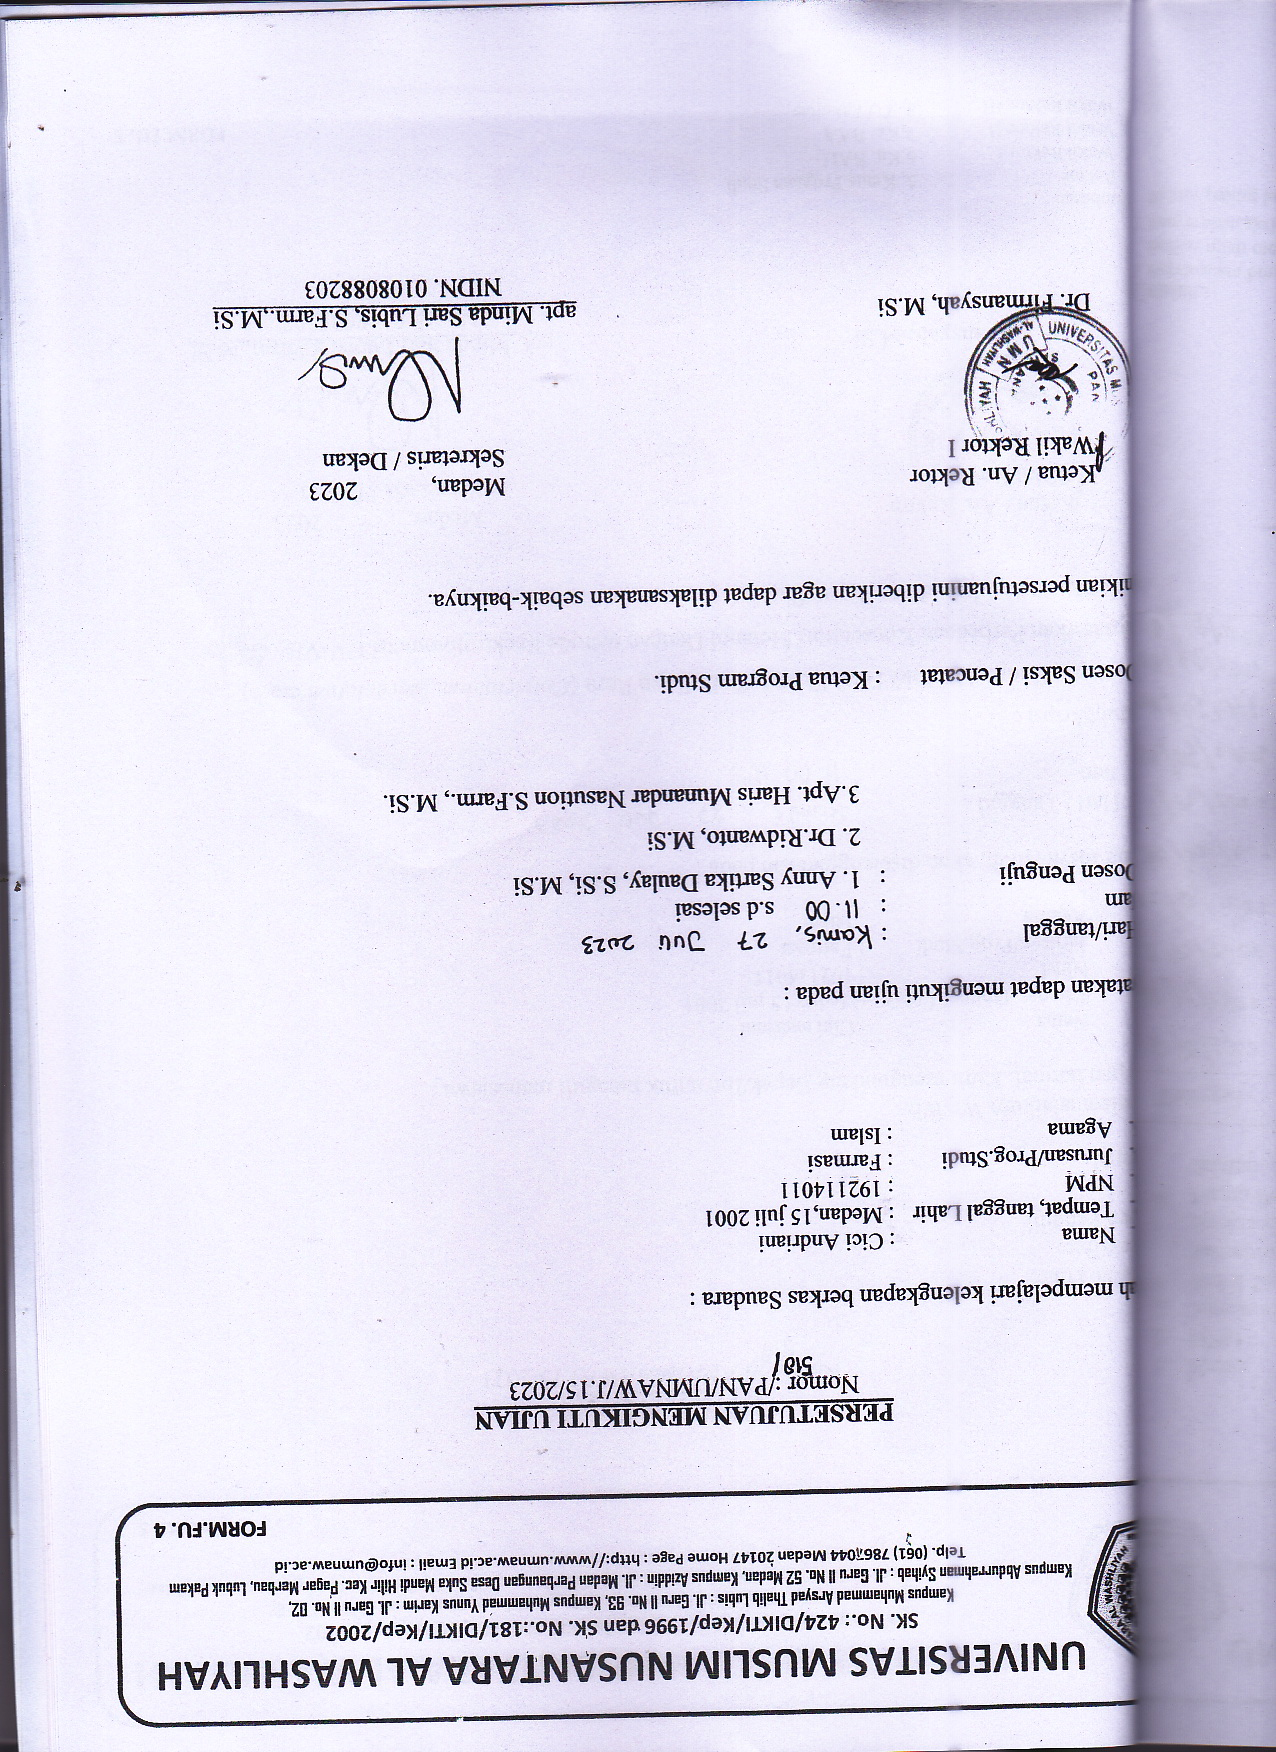 UNIVERSITAS MUSLIM NUSANTARA AL WASHLIYAH
SK. No.: 424/DIKTI/Kep/1996 dan SK. No.:181/DIKTI/Kep/2002
Kampus Muhammad Arsyad Thalib Lubis : Jl. Garu II No. 93, Kampus Muhammad Yunus Karim : Jl. Garu II No. 02,
Kampus Abdurrahman Syihab : Jl. Garu II No. 52 Medan, Kampus Aziddin : Jl. Medan Perbaungan Desa Suka Mandi Hilir Kec. Pagar Merbau, Lubuk Pakam
Telp. (061) 7867044 Medan 20147 Home Page : http://www.umnaw.ac.id Email : info@umnaw.ac.id
FORM.FU. 4
PERSETUJUAN MENGIKUTI UJIAN
Nomor :/PAN/UMNAW/J.15/2023
510/
ah mempelajari kelengkapan berkas Saudara :
Nama : Cici Andriani
Tempat, tanggal Lahir : Medan,15 juli 2001
NPM : 192114011
Jurusan/Prog.Studi : Farmasi
Agama : Islam
atakan dapat mengikuti ujian pada :
Hari/tanggal : Kamis, 27 Juli 2023
am : 11.00 s.d selesai
Dosen Penguji : 1. Anny Sartika Daulay, S.Si, M.Si
2. Dr.Ridwanto, M.Si
3.Apt. Haris Munandar Nasution S.Farm., M.Si.
Dosen Saksi / Pencatat : Ketua Program Studi.
nikian persetujuanini diberikan agar dapat dilaksanakan sebaik-baiknya.
Medan, 2023
Ketua / An. Rektor Sekretaris / Dekan
Wakil Rektor I
UNIVERSITAS
UMN
AL-WASHLIYAH
Dr. Firmansyah, M.Si
apt. Minda Sari Lubis, S.Farm.,M.Si
NIDN. 0108088203